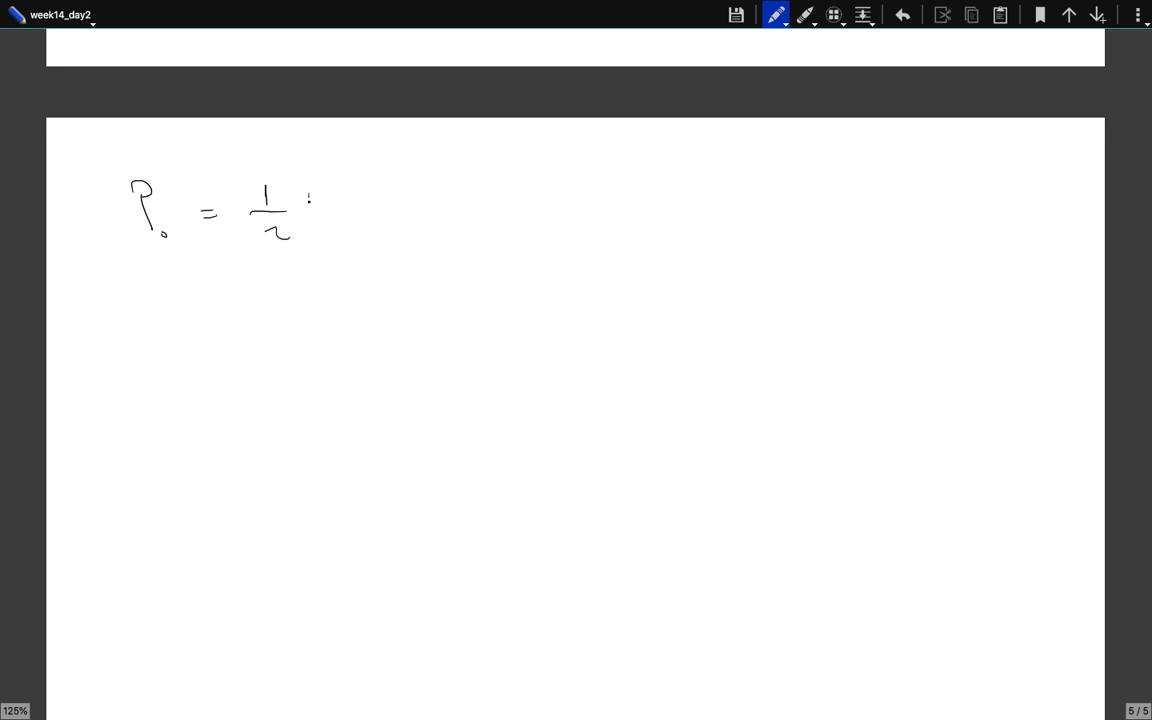 week14_day2
P₀ = 1/2
125%
5 / 5